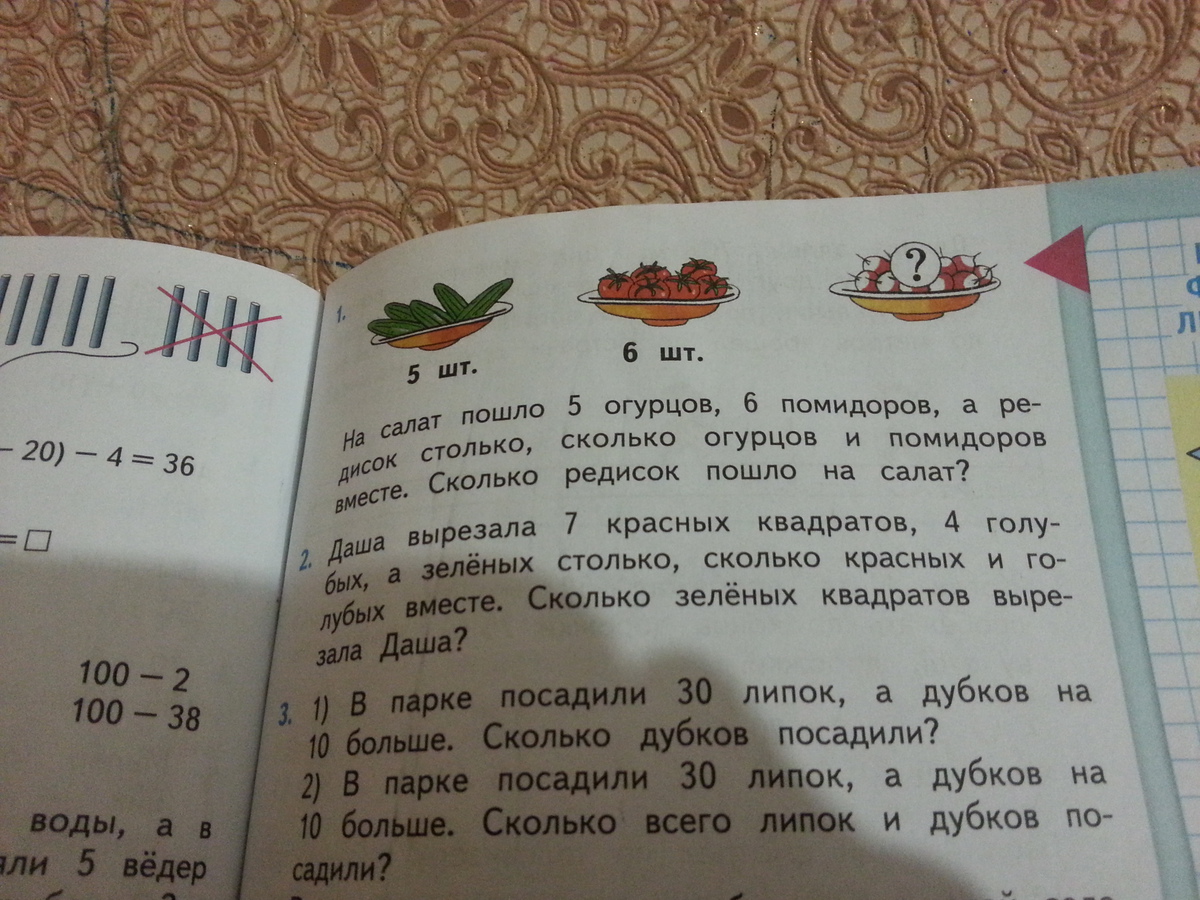 - 20) - 4 = 36
= □
100 - 2
100 - 38
воды, а в
5 вёдер
1.
?
5 шт.
6 шт.
На салат пошло 5 огурцов, 6 помидоров, а ре-
дисок столько, сколько огурцов и помидоров
вместе. Сколько редисок пошло на салат?
2. Даша вырезала 7 красных квадратов, 4 голу-
бых, а зелёных столько, сколько красных и го-
лубых вместе. Сколько зелёных квадратов выре-
зала Даша?
3. 1) В парке посадили 30 липок, а дубков на
10 больше. Сколько дубков посадили?
2) В парке посадили 30 липок, а дубков на
10 больше. Сколько всего липок и дубков по-
садили?